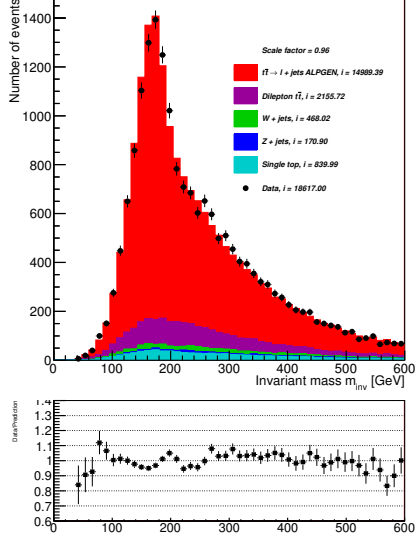 Number of events
1400
1200
1000
800
600
400
200
0
Scale factor = 0.96
tt̄ → l + jets ALPGEN, i = 14989.39
Dilepton tt̄, i = 2155.72
W + jets, i = 468.02
Z + jets, i = 170.90
Single top, i = 839.99
Data, i = 18617.00
0 100 200 300 400 500 600
Invariant mass m_inv [GeV]
Data/Prediction
1.4
1.3
1.2
1.1
1
0.9
0.8
0.7
0.6
0 100 200 300 400 500 600